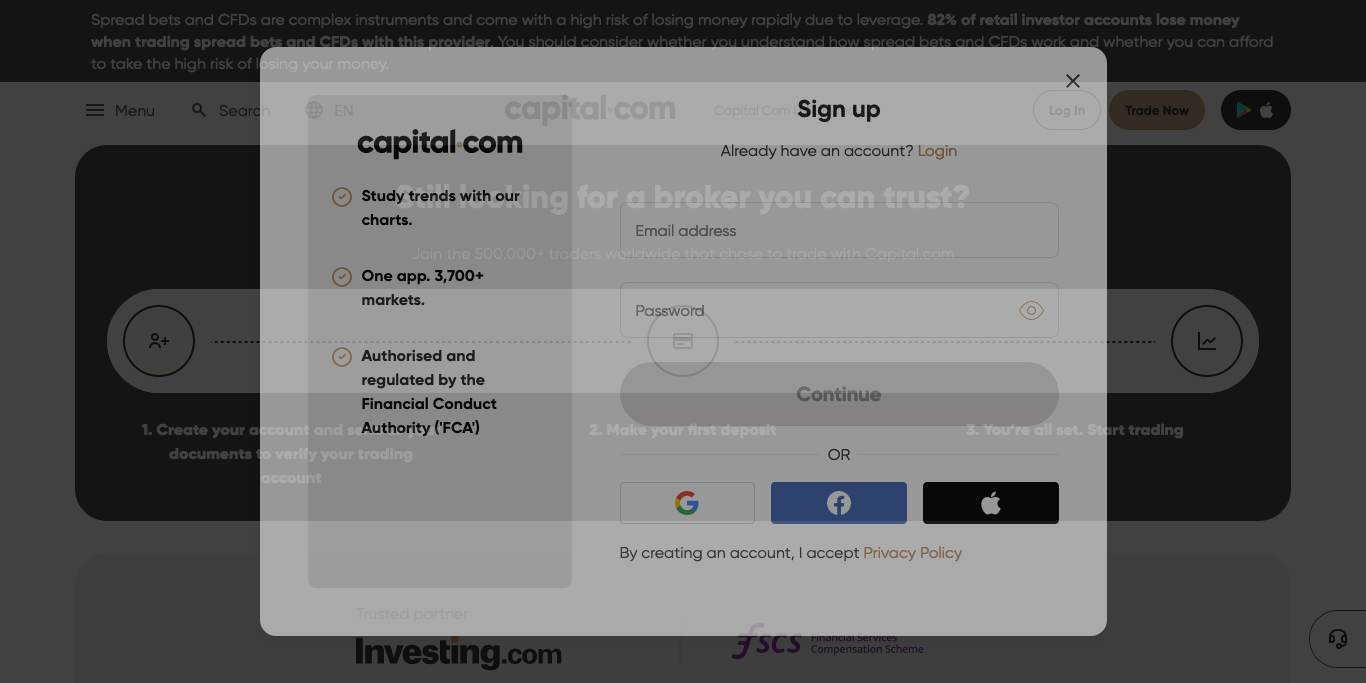 Spread bets and CFDs are complex instruments and come with a high risk of losing money rapidly due to leverage. 82% of retail investor accounts lose money
when trading spread bets and CFDs with this provider. You should consider whether you understand how spread bets and CFDs work and whether you can afford
to take the high risk of losing your money.
Menu
Search
EN
capital.com
Capital Com
Log In
Trade Now
Still looking for a broker you can trust?
Join the 500.000+ traders worldwide that chose to trade with Capital.com
1. Create your account and
documents to verify your trading
account
2. Make your first deposit
3. You're all set. Start trading
Trusted partner
Investing.com
fscs
Financial Services
Compensation Scheme
capital.com
Study trends with our
charts.
One app. 3,700+
markets.
Authorised and
regulated by the
Financial Conduct
Authority ('FCA')
Sign up
Already have an account? Login
Email address
Password
Continue
OR
By creating an account, I accept Privacy Policy